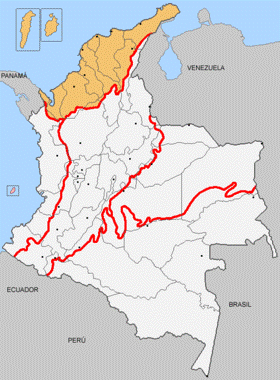 PANAMÁ
VENEZUELA
ECUADOR
BRASIL
PERÚ